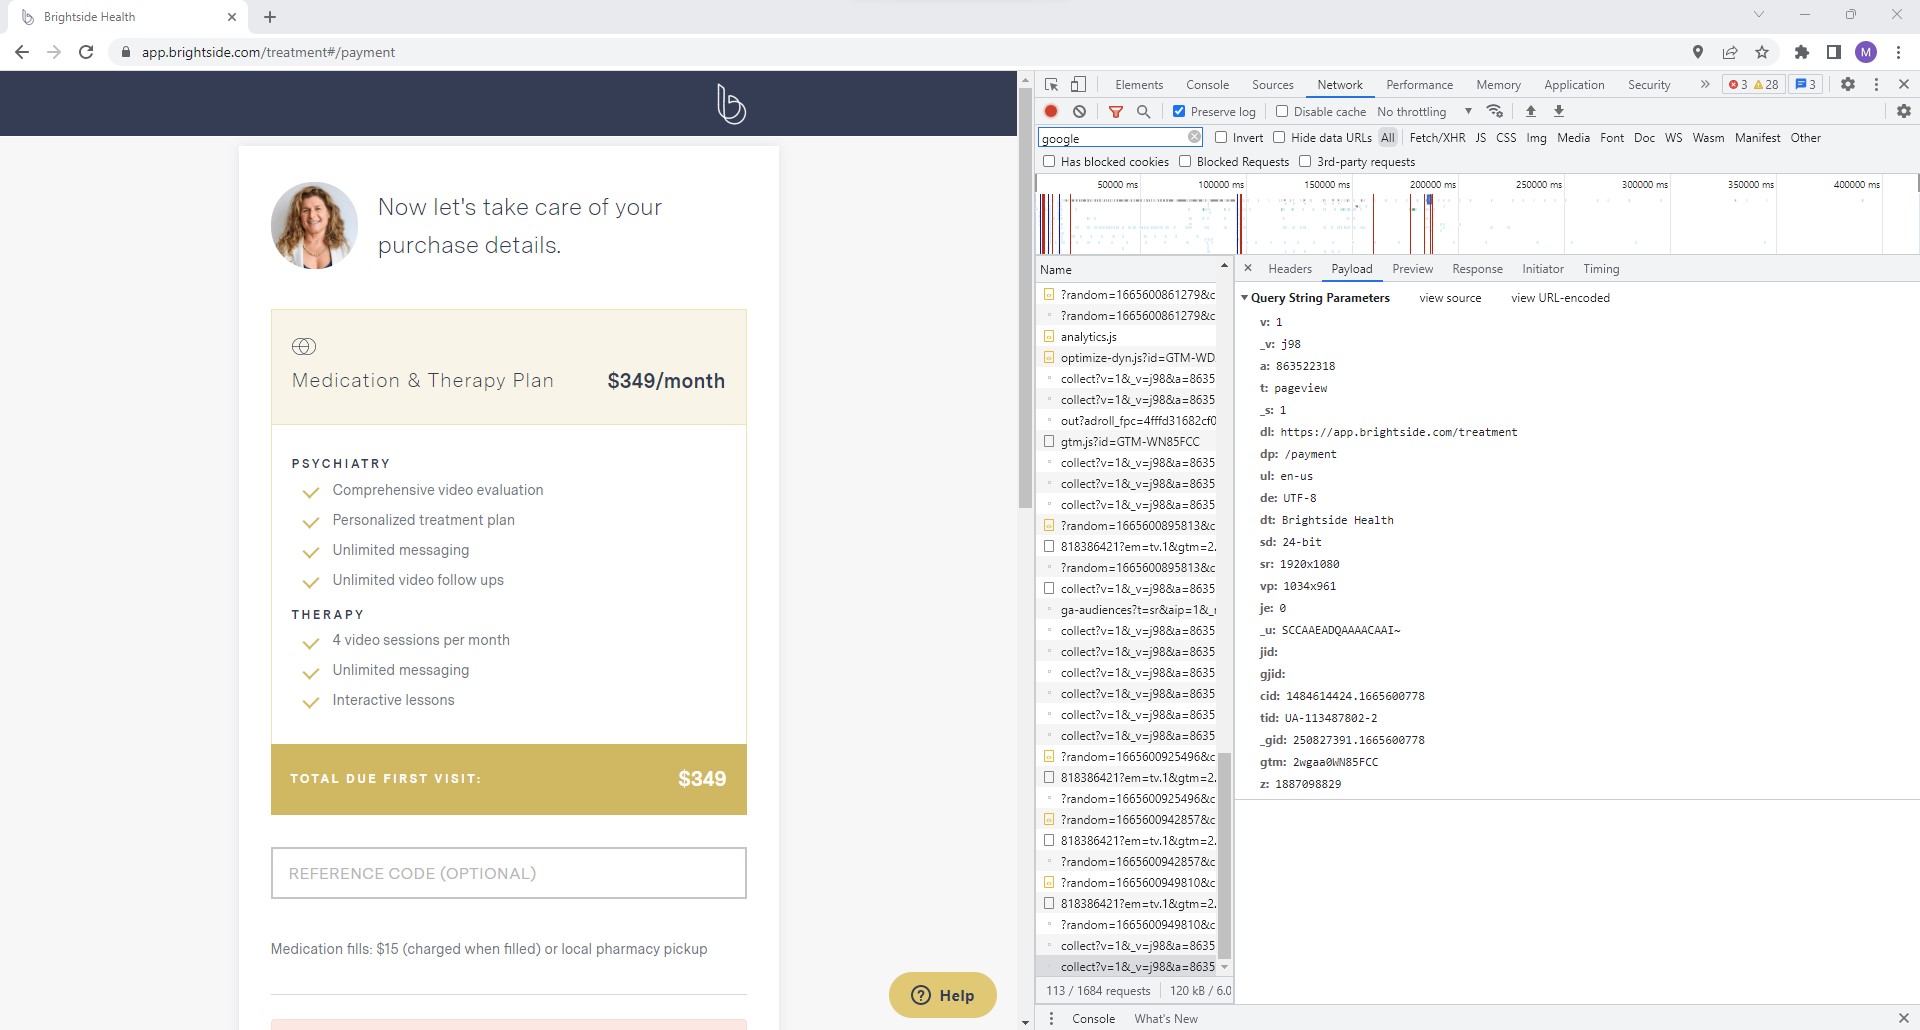 Brightside Health
app.brightside.com/treatment#/payment
M
Now let's take care of your
purchase details.
Medication & Therapy Plan $349/month
PSYCHIATRY
Comprehensive video evaluation
Personalized treatment plan
Unlimited messaging
Unlimited video follow ups
THERAPY
4 video sessions per month
Unlimited messaging
Interactive lessons
TOTAL DUE FIRST VISIT: $349
REFERENCE CODE (OPTIONAL)
Medication fills: $15 (charged when filled) or local pharmacy pickup
Help
Elements Console Sources Network Performance Memory Application Security » 3 28 3
Preserve log Disable cache No throttling
google Invert Hide data URLs All Fetch/XHR JS CSS Img Media Font Doc WS Wasm Manifest Other
Has blocked cookies Blocked Requests 3rd-party requests
50000 ms 100000 ms 150000 ms 200000 ms 250000 ms 300000 ms 350000 ms 400000 ms
Name
?random=1665600861279&c
?random=1665600861279&c
analytics.js
optimize-dyn.js?id=GTM-WD
collect?v=1&_v=j98&a=8635
collect?v=1&_v=j98&a=8635
out?adroll_fpc=4fffd31682cf0
gtm.js?id=GTM-WN85FCC
collect?v=1&_v=j98&a=8635
collect?v=1&_v=j98&a=8635
collect?v=1&_v=j98&a=8635
?random=1665600895813&c
818386421?em=tv.1&gtm=2.
?random=1665600895813&c
collect?v=1&_v=j98&a=8635
ga-audiences?t=sr&aip=1&_r
collect?v=1&_v=j98&a=8635
collect?v=1&_v=j98&a=8635
collect?v=1&_v=j98&a=8635
collect?v=1&_v=j98&a=8635
collect?v=1&_v=j98&a=8635
collect?v=1&_v=j98&a=8635
?random=1665600925496&c
818386421?em=tv.1&gtm=2.
?random=1665600925496&c
?random=1665600942857&c
818386421?em=tv.1&gtm=2.
?random=1665600942857&c
?random=1665600949810&c
818386421?em=tv.1&gtm=2.
?random=1665600949810&c
collect?v=1&_v=j98&a=8635
collect?v=1&_v=j98&a=8635
113 / 1684 requests 120 kB / 6.0
Headers Payload Preview Response Initiator Timing
Query String Parameters view source view URL-encoded
v: 1
_v: j98
a: 863522318
t: pageview
_s: 1
dl: https://app.brightside.com/treatment
dp: /payment
ul: en-us
de: UTF-8
dt: Brightside Health
sd: 24-bit
sr: 1920x1080
vp: 1034x961
je: 0
_u: SCCAAEADQAAAACAAI~
jid:
gjid:
cid: 1484614424.1665600778
tid: UA-113487802-2
_gid: 250827391.1665600778
gtm: 2wgaa0WN85FCC
z: 1887098829
Console What's New